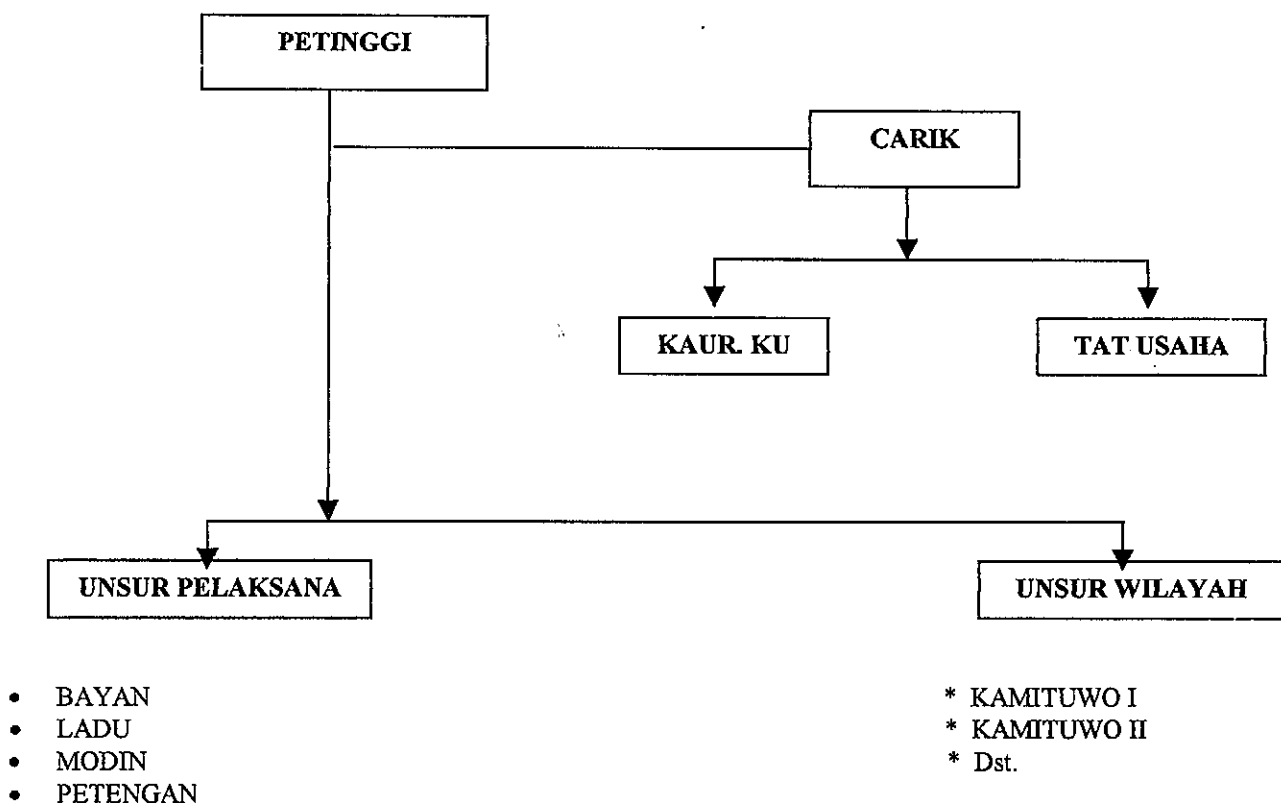 PETINGGI
CARIK
KAUR. KU
TAT USAHA
UNSUR PELAKSANA
UNSUR WILAYAH
• BAYAN
• LADU
• MODIN
• PETENGAN
* KAMITUWO I
* KAMITUWO II
* Dst.